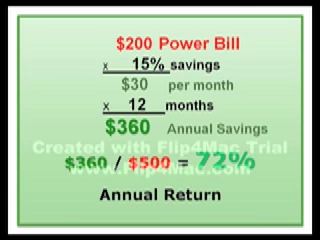 $200 Power Bill
x 15% savings
$30 per month
x 12 months
$360 Annual Savings
Created with Flip4Mac Trial
$360 / $500 = 72%
www.Flip4Mac.com
Annual Return